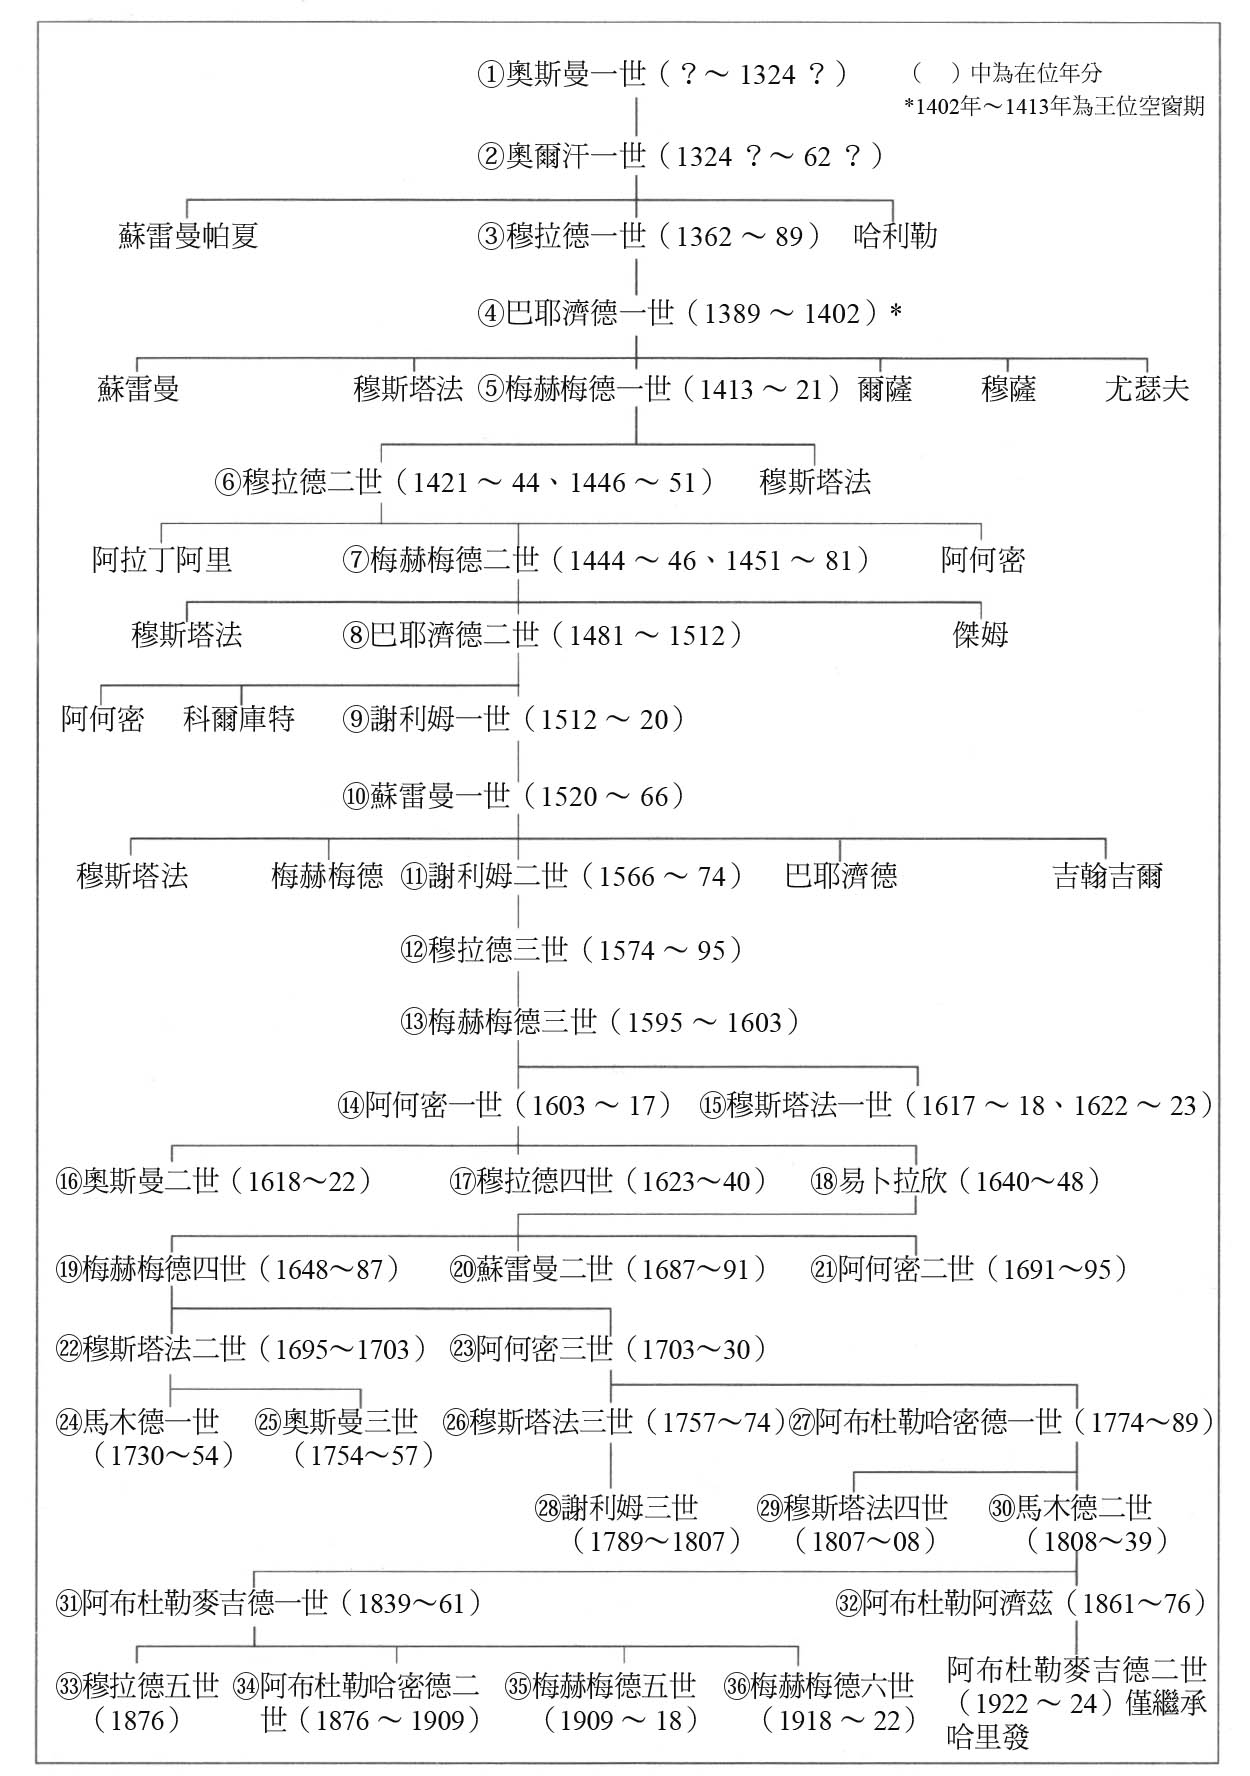 ①奧斯曼一世（？～1324？）
（　）中為在位年分
*1402年～1413年為王位空窗期
②奧爾汗一世（1324？～62？）
蘇雷曼帕夏
③穆拉德一世（1362～89）
哈利勒
④巴耶濟德一世（1389～1402）*
蘇雷曼
穆斯塔法
⑤梅赫梅德一世（1413～21）
爾薩
穆薩
尤瑟夫
⑥穆拉德二世（1421～44、1446～51）
穆斯塔法
阿拉丁阿里
⑦梅赫梅德二世（1444～46、1451～81）
阿何密
穆斯塔法
⑧巴耶濟德二世（1481～1512）
傑姆
阿何密
科爾庫特
⑨謝利姆一世（1512～20）
⑩蘇雷曼一世（1520～66）
穆斯塔法
梅赫梅德
⑪謝利姆二世（1566～74）
巴耶濟德
吉翰吉爾
⑫穆拉德三世（1574～95）
⑬梅赫梅德三世（1595～1603）
⑭阿何密一世（1603～17）
⑮穆斯塔法一世（1617～18、1622～23）
⑯奧斯曼二世（1618～22）
⑰穆拉德四世（1623～40）
⑱易卜拉欣（1640～48）
⑲梅赫梅德四世（1648～87）
⑳蘇雷曼二世（1687～91）
㉑阿何密二世（1691～95）
㉒穆斯塔法二世（1695～1703）
㉓阿何密三世（1703～30）
㉔馬木德一世
（1730～54）
㉕奧斯曼三世
（1754～57）
㉖穆斯塔法三世（1757～74）
㉗阿布杜勒哈密德一世（1774～89）
㉘謝利姆三世
（1789～1807）
㉙穆斯塔法四世
（1807～08）
㉚馬木德二世
（1808～39）
㉛阿布杜勒麥吉德一世（1839～61）
㉜阿布杜勒阿濟茲（1861～76）
㉝穆拉德五世
（1876）
㉞阿布杜勒哈密德二
世（1876～1909）
㉟梅赫梅德五世
（1909～18）
㊱梅赫梅德六世
（1918～22）
阿布杜勒麥吉德二世
（1922～24）僅繼承
哈里發